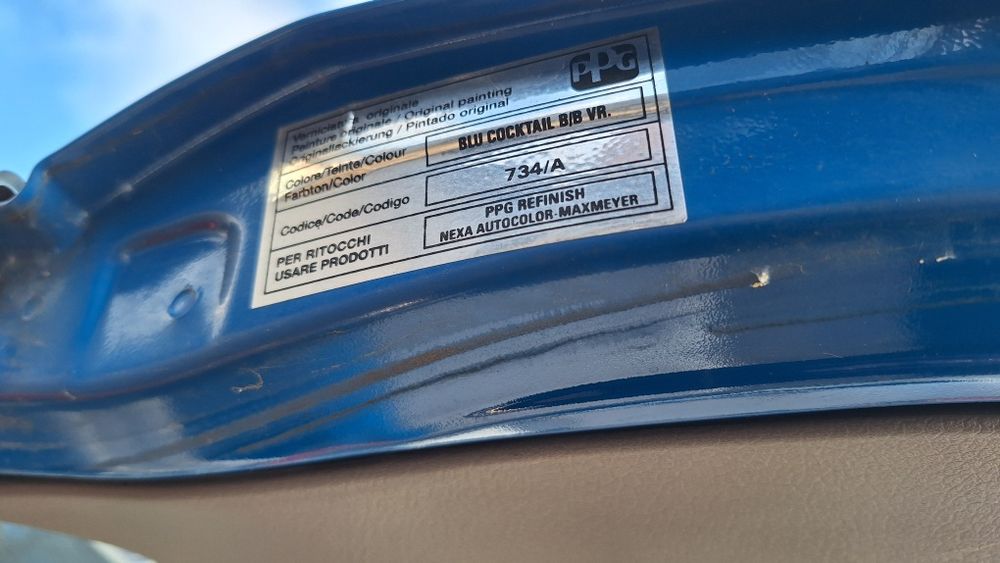 PPG
Verniciatura originale
Peinture originale / Original painting
Originallackierung / Pintado original
Colore/Teinte/Colour
Farbton/Color
BLU COCKTAIL B/B VR.
Codice/Code/Codigo
734/A
PER RITOCCHI
USARE PRODOTTI
PPG REFINISH
NEXA AUTOCOLOR-MAXMEYER